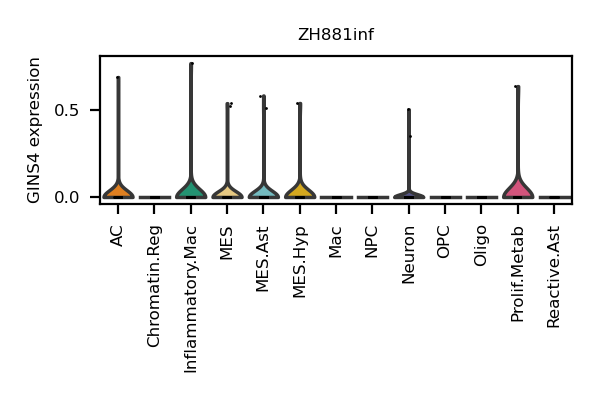 ZH881inf
GINS4 expression
0.5
0.0
AC
Chromatin.Reg
Inflammatory.Mac
MES
MES.Ast
MES.Hyp
Mac
NPC
Neuron
OPC
Oligo
Prolif.Metab
Reactive.Ast